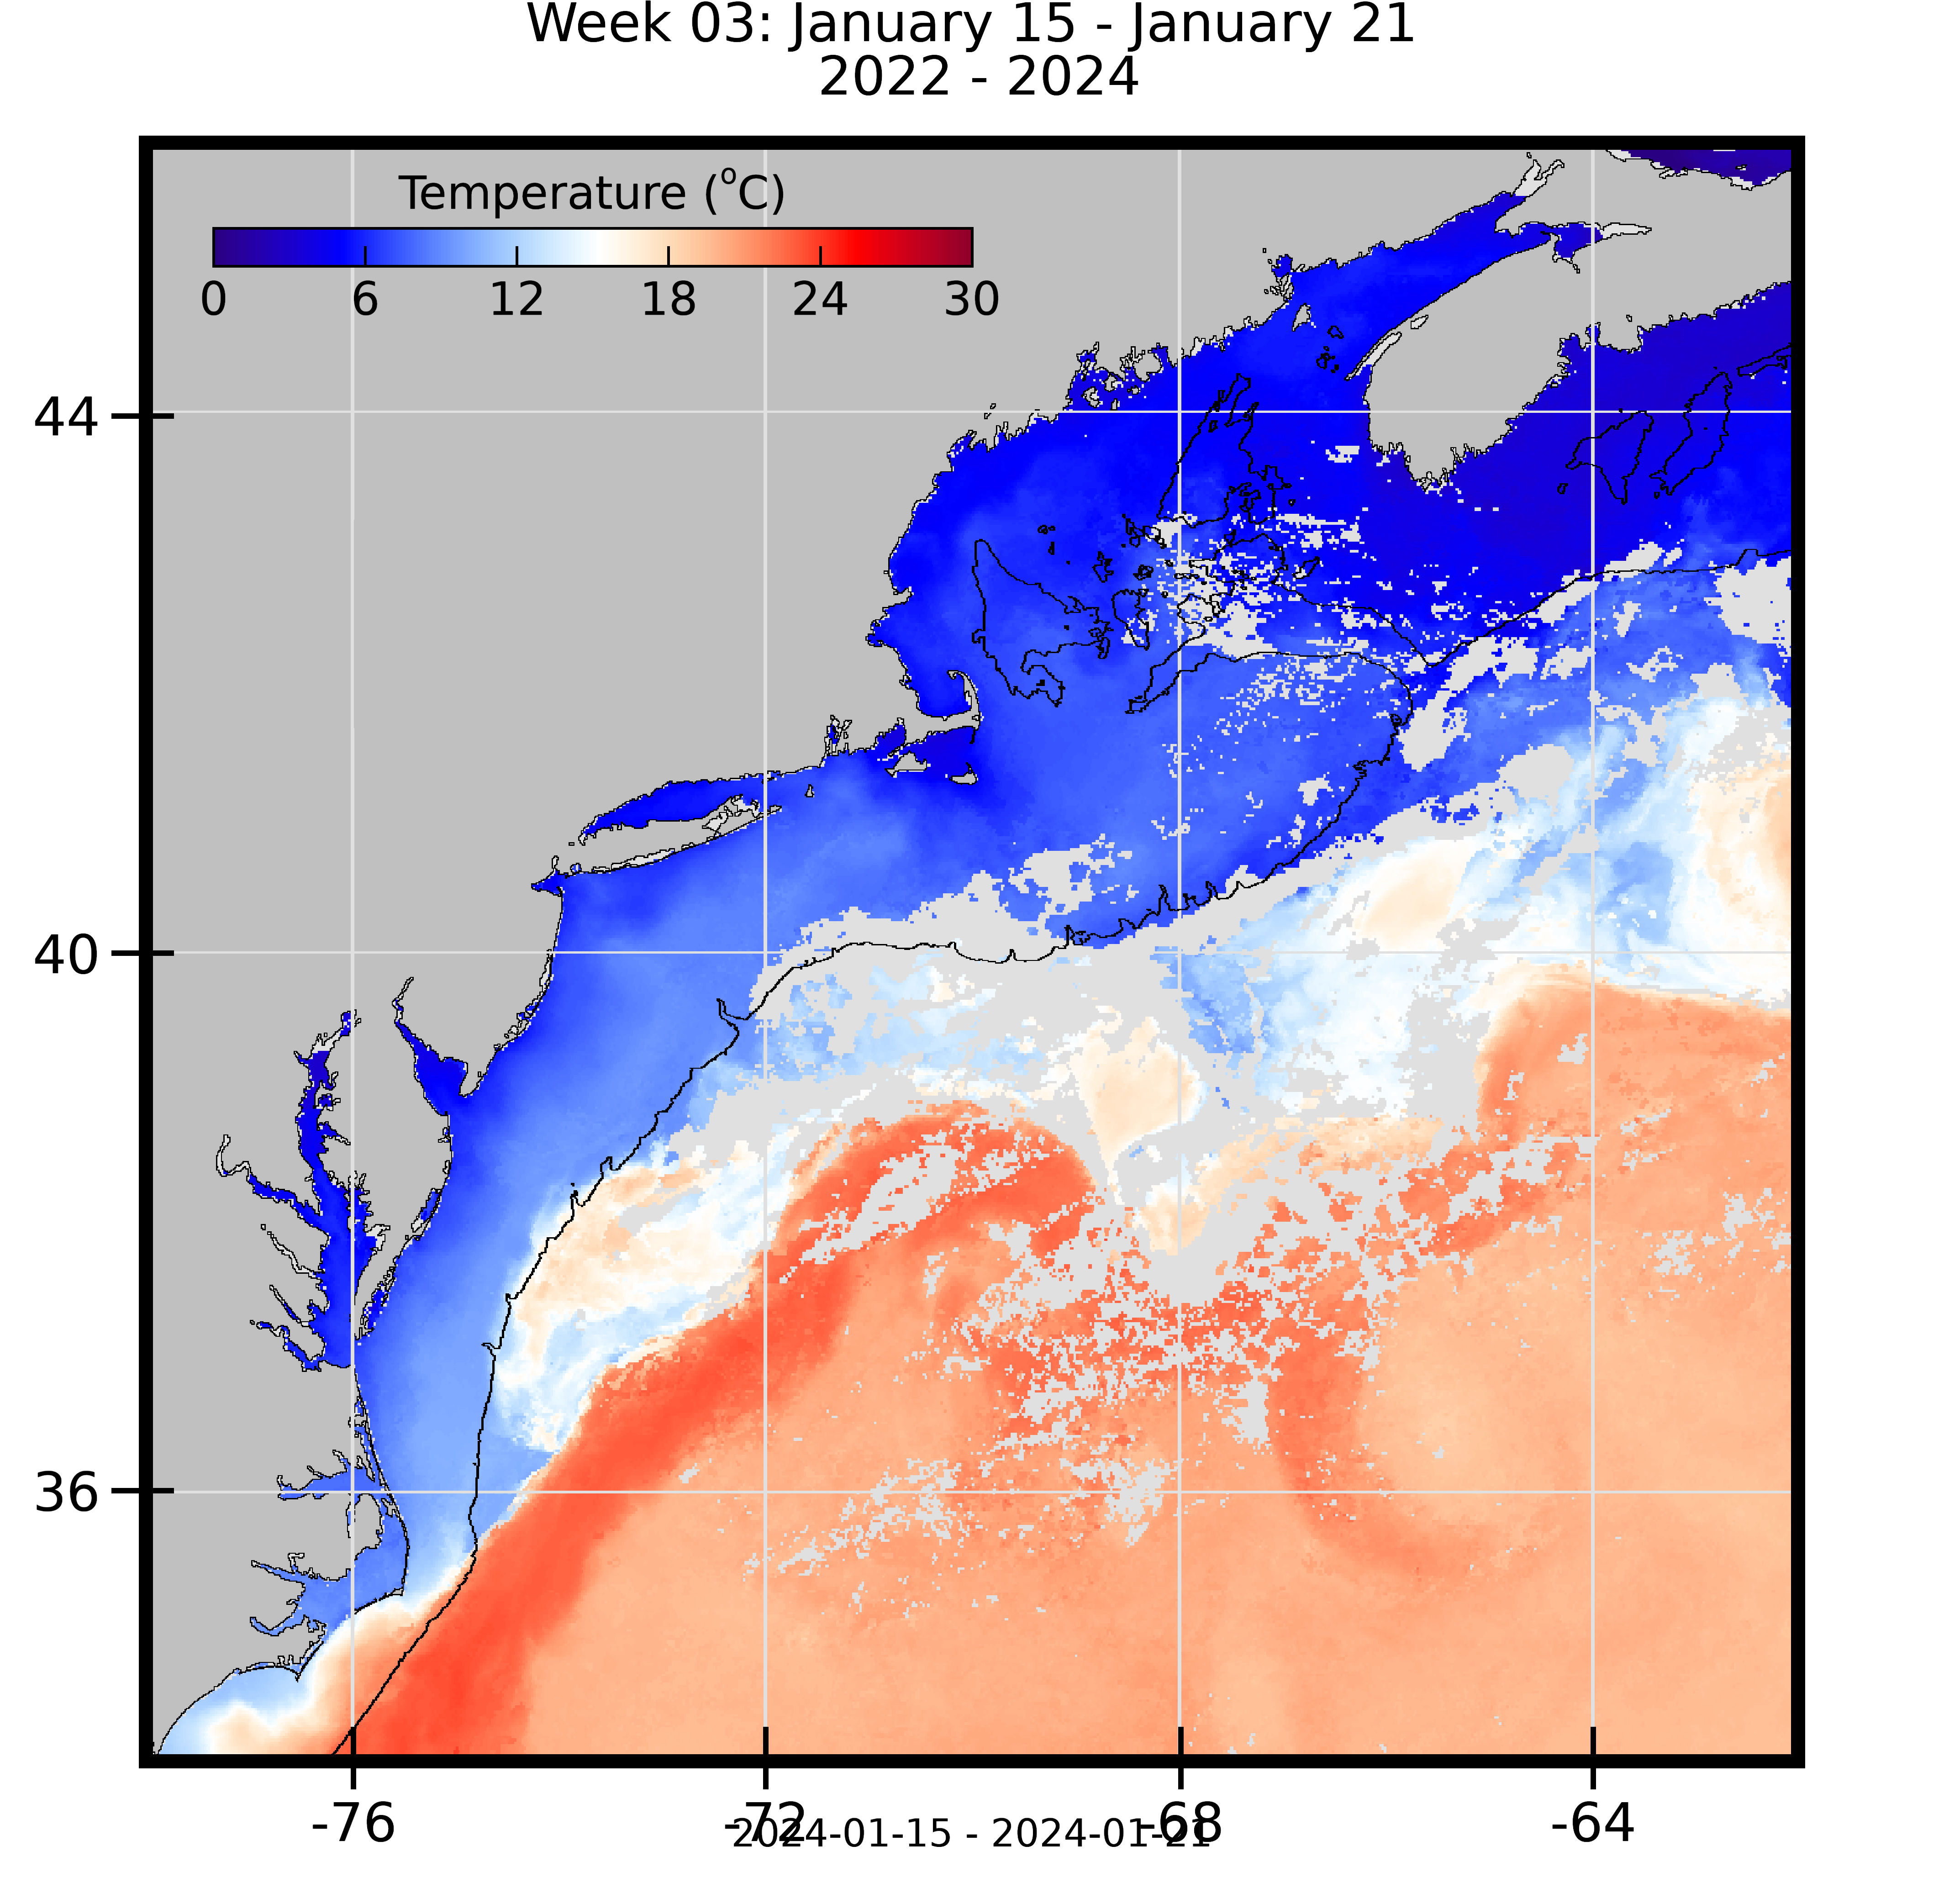 Week 03: January 15 - January 21
2022 - 2024
Temperature (°C)
0 6 12 18 24 30
44
40
36
-76 -72 -68 -64
2024-01-15 - 2024-01-21